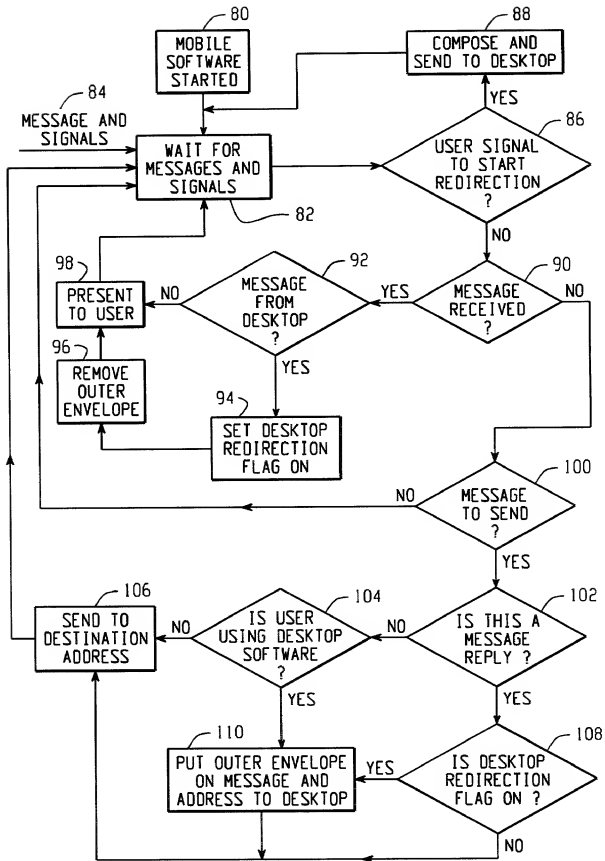 80
MOBILE
SOFTWARE
STARTED
88
COMPOSE AND
SEND TO DESKTOP
84
MESSAGE AND
SIGNALS
WAIT FOR
MESSAGES AND
SIGNALS
82
YES
86
USER SIGNAL
TO START
REDIRECTION
?
NO
98
PRESENT
TO USER
NO
92
MESSAGE
FROM
DESKTOP
?
YES
90
MESSAGE
RECEIVED
?
NO
96
REMOVE
OUTER
ENVELOPE
YES
94
SET DESKTOP
REDIRECTION
FLAG ON
NO
100
MESSAGE
TO SEND
?
YES
106
SEND TO
DESTINATION
ADDRESS
NO
104
IS USER
USING DESKTOP
SOFTWARE
?
NO
102
IS THIS A
MESSAGE
REPLY ?
YES
YES
110
PUT OUTER ENVELOPE
ON MESSAGE AND
ADDRESS TO DESKTOP
YES
108
IS DESKTOP
REDIRECTION
FLAG ON ?
NO